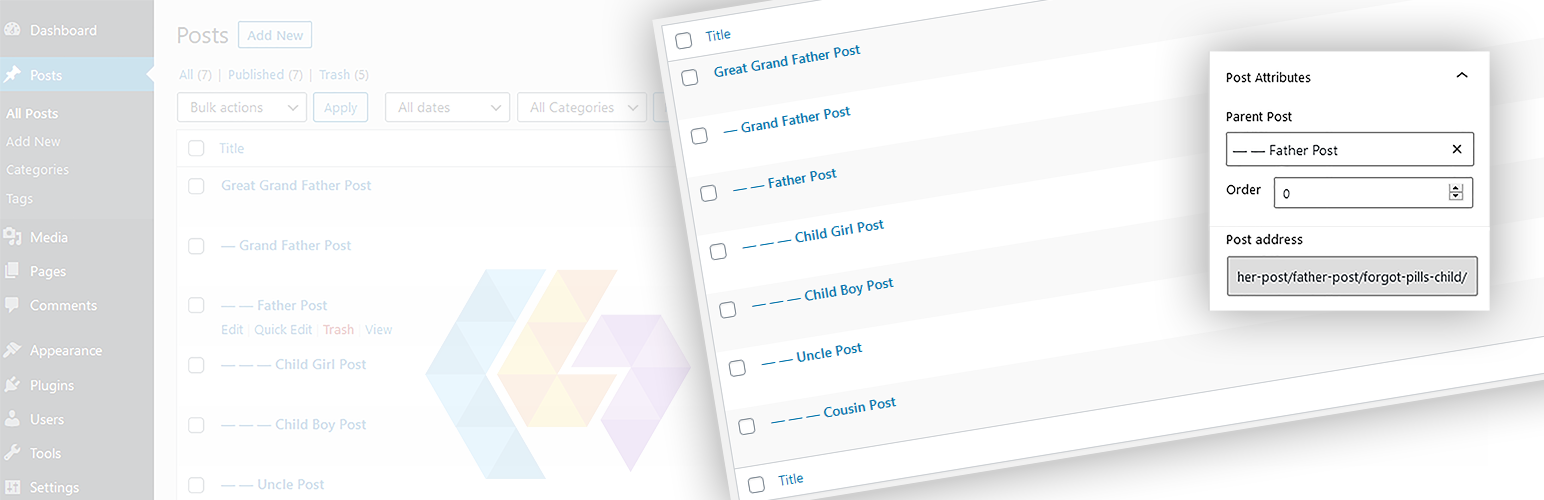 Dashboard
Posts
All Posts
Add New
Categories
Tags
Media
Pages
Comments
Appearance
Plugins
Users
Tools
Settings
Posts Add New
All (7) | Published (7) | Trash (5)
Bulk actions Apply All dates All Categories
Title
Great Grand Father Post
— Grand Father Post
— — Father Post
Edit | Quick Edit | Trash | View
— — — Child Girl Post
— — — Child Boy Post
— — Uncle Post
Title
Great Grand Father Post
— Grand Father Post
— — Father Post
— — — Child Girl Post
— — — Child Boy Post
— — Uncle Post
— — — Cousin Post
Title
Post Attributes
Parent Post
— — Father Post ×
Order 0
Post address
her-post/father-post/forgot-pills-child/